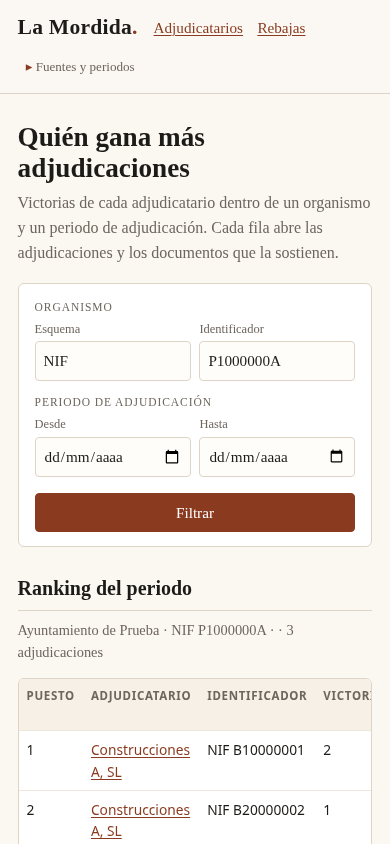 La Mordida. Adjudicatarios Rebajas
▸ Fuentes y periodos
Quién gana más
adjudicaciones
Victorias de cada adjudicatario dentro de un organismo
y un periodo de adjudicación. Cada fila abre las
adjudicaciones y los documentos que la sostienen.
ORGANISMO
Esquema Identificador
NIF P1000000A
PERIODO DE ADJUDICACIÓN
Desde Hasta
dd/mm/aaaa dd/mm/aaaa
Filtrar
Ranking del periodo
Ayuntamiento de Prueba · NIF P1000000A · · 3
adjudicaciones
PUESTO ADJUDICATARIO IDENTIFICADOR
1 Construcciones NIF B10000001 2
A, SL
2 Construcciones NIF B20000002 1
A, SL